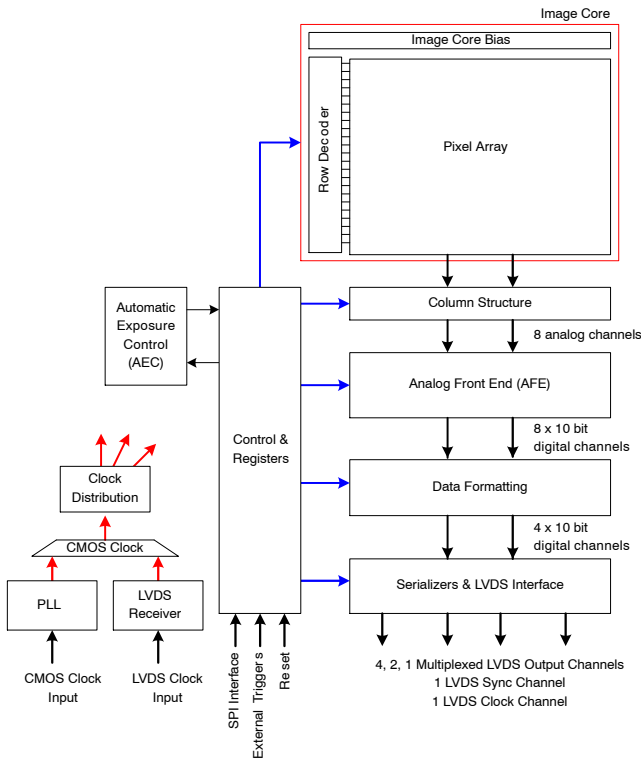 Image Core
Image Core Bias
Row Decoder
Pixel Array
Column Structure
8 analog channels
Automatic
Exposure
Control
(AEC)
Analog Front End (AFE)
8 x 10 bit
digital channels
Control &
Registers
Clock
Distribution
Data Formatting
4 x 10 bit
digital channels
CMOS Clock
PLL
LVDS
Receiver
Serializers & LVDS Interface
CMOS Clock
Input
LVDS Clock
Input
SPI Interface
External Triggers
Reset
4, 2, 1 Multiplexed LVDS Output Channels
1 LVDS Sync Channel
1 LVDS Clock Channel